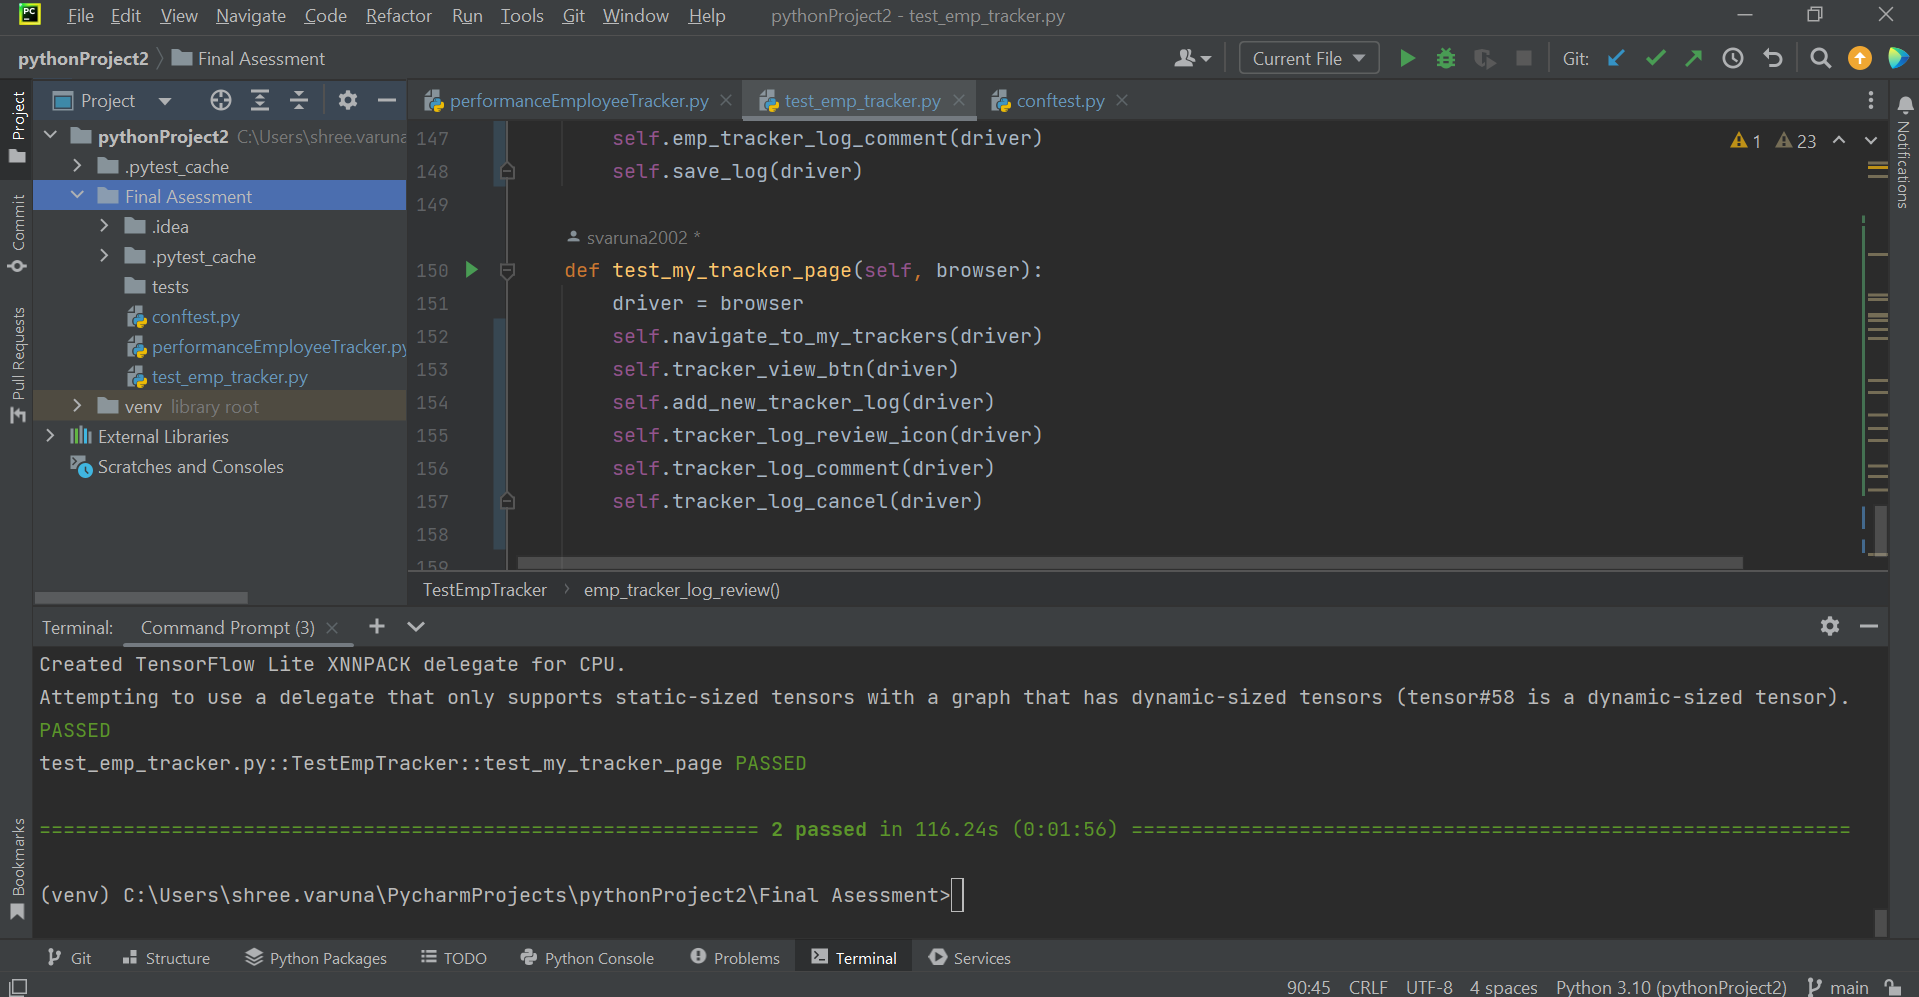 PC
File Edit View Navigate Code Refactor Run Tools Git Window Help pythonProject2 - test_emp_tracker.py
pythonProject2 Final Asessment Current File Git:
Project
performanceEmployeeTracker.py test_emp_tracker.py conftest.py
Project
Commit
Pull Requests
Bookmarks
Notifications
pythonProject2 C:\Users\shree.varuna
.pytest_cache
Final Asessment
.idea
.pytest_cache
tests
conftest.py
performanceEmployeeTracker.py
test_emp_tracker.py
venv library root
External Libraries
Scratches and Consoles
1 23
147 self.emp_tracker_log_comment(driver)
148 self.save_log(driver)
149
svaruna2002 *
150 def test_my_tracker_page(self, browser):
151 driver = browser
152 self.navigate_to_my_trackers(driver)
153 self.tracker_view_btn(driver)
154 self.add_new_tracker_log(driver)
155 self.tracker_log_review_icon(driver)
156 self.tracker_log_comment(driver)
157 self.tracker_log_cancel(driver)
158
159
TestEmpTracker emp_tracker_log_review()
Terminal: Command Prompt (3)
Created TensorFlow Lite XNNPACK delegate for CPU.
Attempting to use a delegate that only supports static-sized tensors with a graph that has dynamic-sized tensors (tensor#58 is a dynamic-sized tensor).
PASSED
test_emp_tracker.py::TestEmpTracker::test_my_tracker_page PASSED
============================================================ 2 passed in 116.24s (0:01:56) ============================================================
(venv) C:\Users\shree.varuna\PycharmProjects\pythonProject2\Final Asessment>
Git Structure Python Packages TODO Python Console Problems Terminal Services
90:45 CRLF UTF-8 4 spaces Python 3.10 (pythonProject2) main